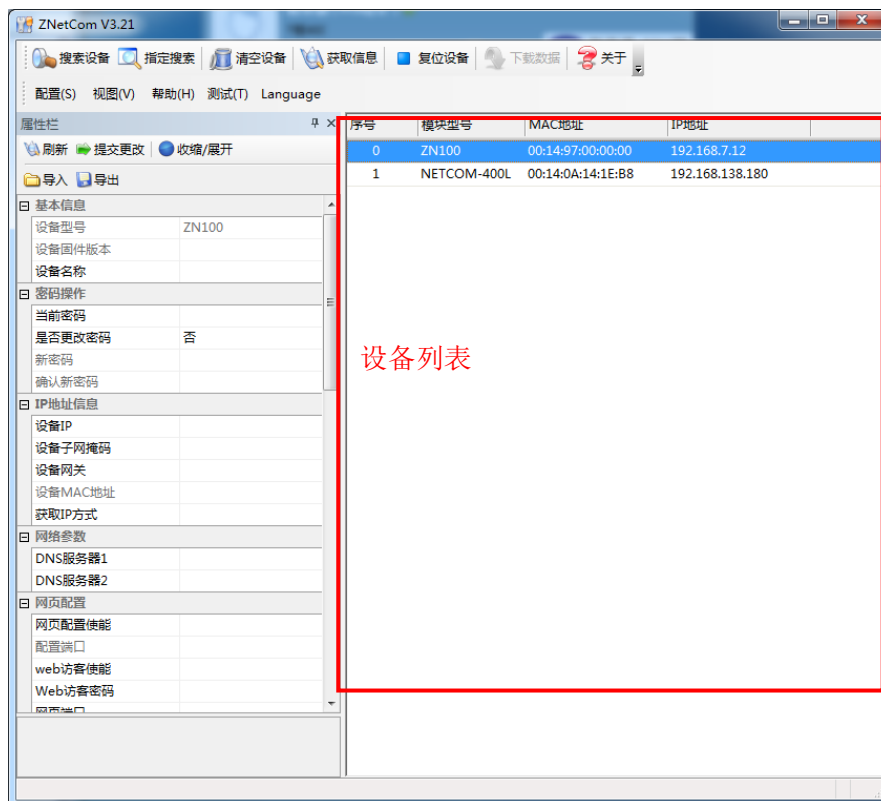 ZNetCom V3.21
搜索设备 指定搜索 清空设备 获取信息 复位设备 下载数据 关于
配置(S) 视图(V) 帮助(H) 测试(T) Language
属性栏
刷新 提交更改 收缩/展开
导入 导出
基本信息
设备型号 ZN100
设备固件版本
设备名称
密码操作
当前密码
是否更改密码 否
新密码
确认新密码
IP地址信息
设备IP
设备子网掩码
设备网关
设备MAC地址
获取IP方式
网络参数
DNS服务器1
DNS服务器2
网页配置
网页配置使能
配置端口
web访客使能
Web访客密码
网页端口
序号 模块型号 MAC地址 IP地址
0 ZN100 00:14:97:00:00:00 192.168.7.12
1 NETCOM-400L 00:14:0A:14:1E:B8 192.168.138.180
设备列表